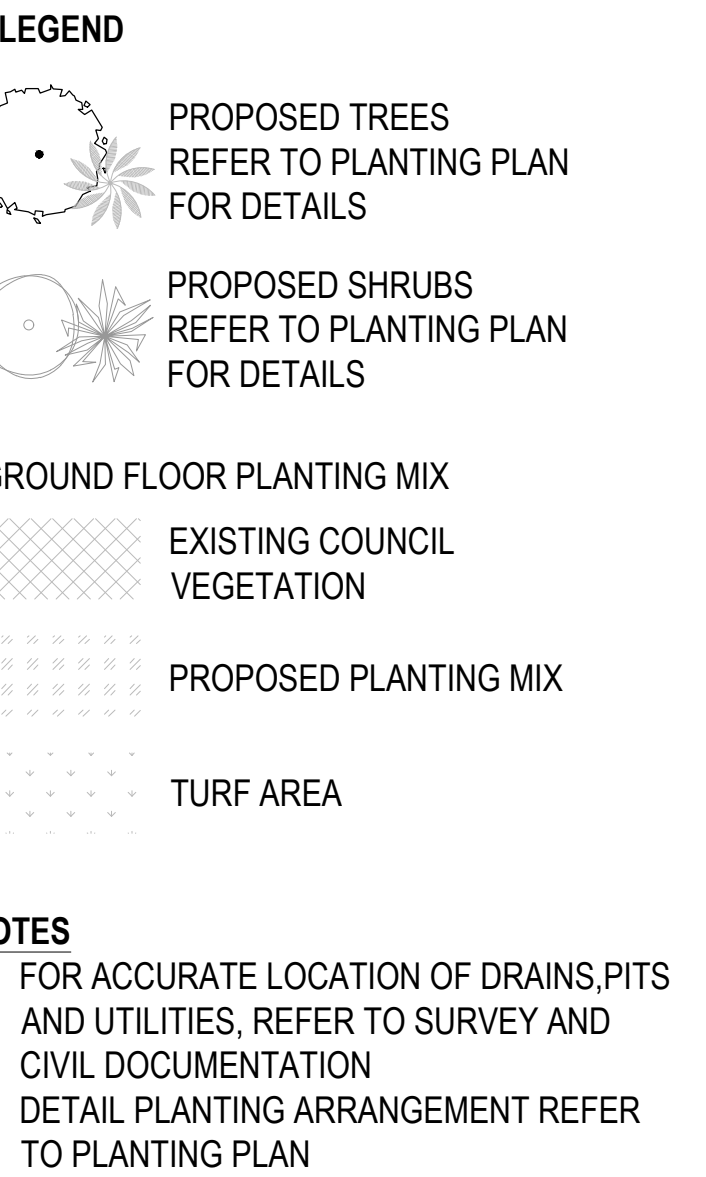 LEGEND
PROPOSED TREES
REFER TO PLANTING PLAN
FOR DETAILS
PROPOSED SHRUBS
REFER TO PLANTING PLAN
FOR DETAILS
GROUND FLOOR PLANTING MIX
EXISTING COUNCIL
VEGETATION
PROPOSED PLANTING MIX
TURF AREA
OTES
FOR ACCURATE LOCATION OF DRAINS,PITS
AND UTILITIES, REFER TO SURVEY AND
CIVIL DOCUMENTATION
DETAIL PLANTING ARRANGEMENT REFER
TO PLANTING PLAN